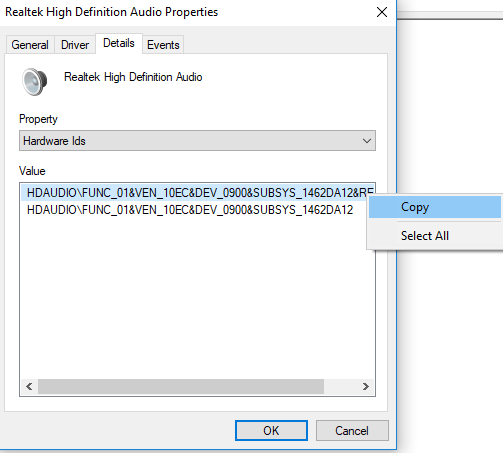 Realtek High Definition Audio Properties
General Driver Details Events
Realtek High Definition Audio
Property
Hardware Ids
Value
HDAUDIO\FUNC_01&VEN_10EC&DEV_0900&SUBSYS_1462DA12&RE
HDAUDIO\FUNC_01&VEN_10EC&DEV_0900&SUBSYS_1462DA12
Copy
Select All
OK Cancel